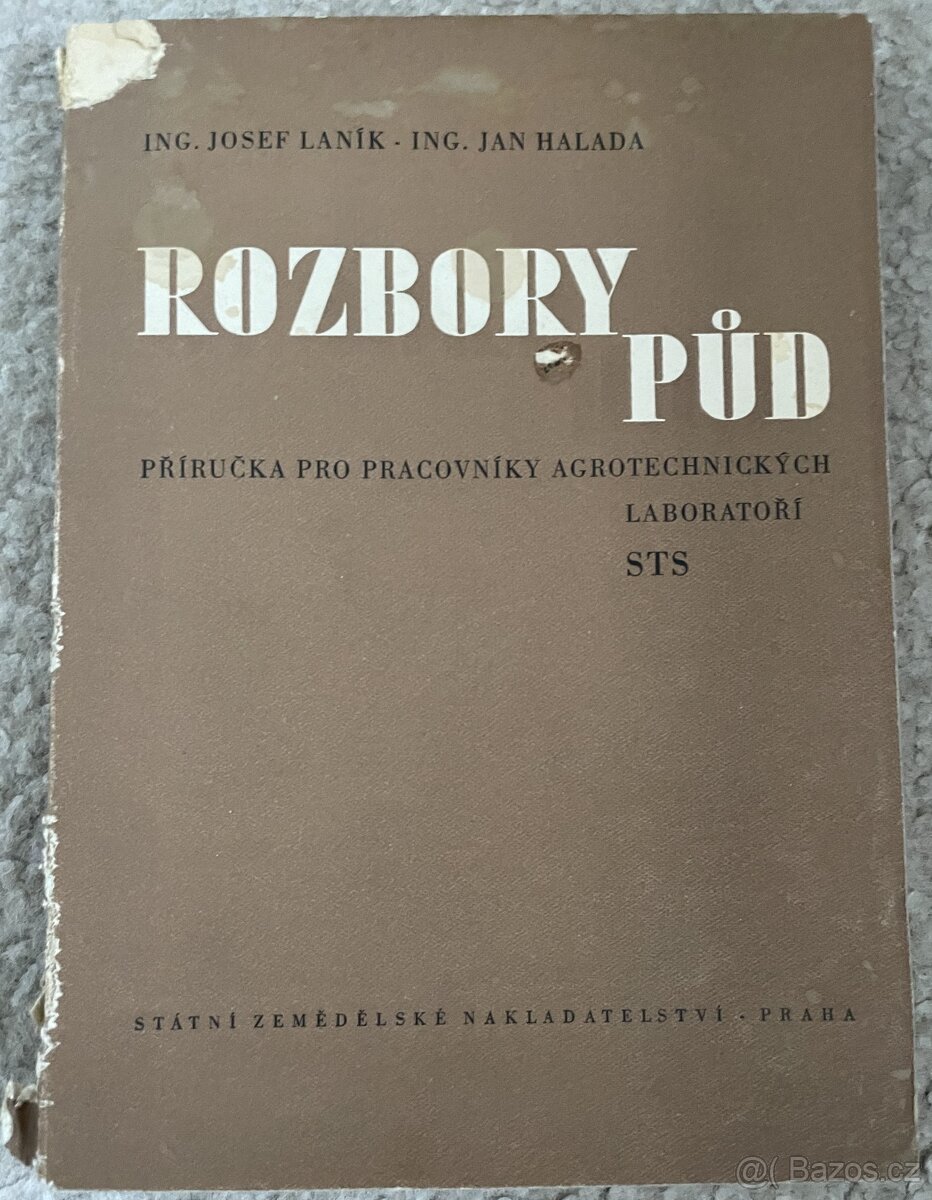 ING. JOSEF LANÍK - ING. JAN HALADA
ROZBORY
PŮD
PŘÍRUČKA PRO PRACOVNÍKY AGROTECHNICKÝCH
LABORATOŘÍ
STS
STÁTNÍ ZEMĚDĚLSKÉ NAKLADATELSTVÍ - PRAHA
@( Bazos.cz